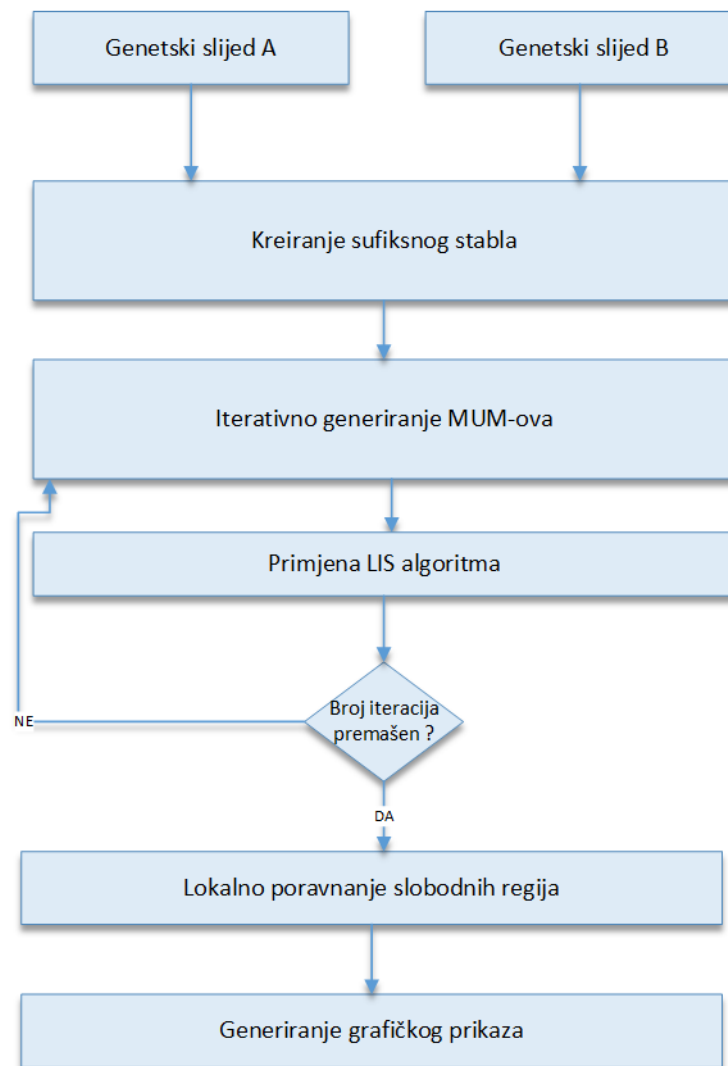 Genetski slijed A
Genetski slijed B
Kreiranje sufiksnog stabla
Iterativno generiranje MUM-ova
Primjena LIS algoritma
Broj iteracija
premašen ?
NE
DA
Lokalno poravnanje slobodnih regija
Generiranje grafičkog prikaza